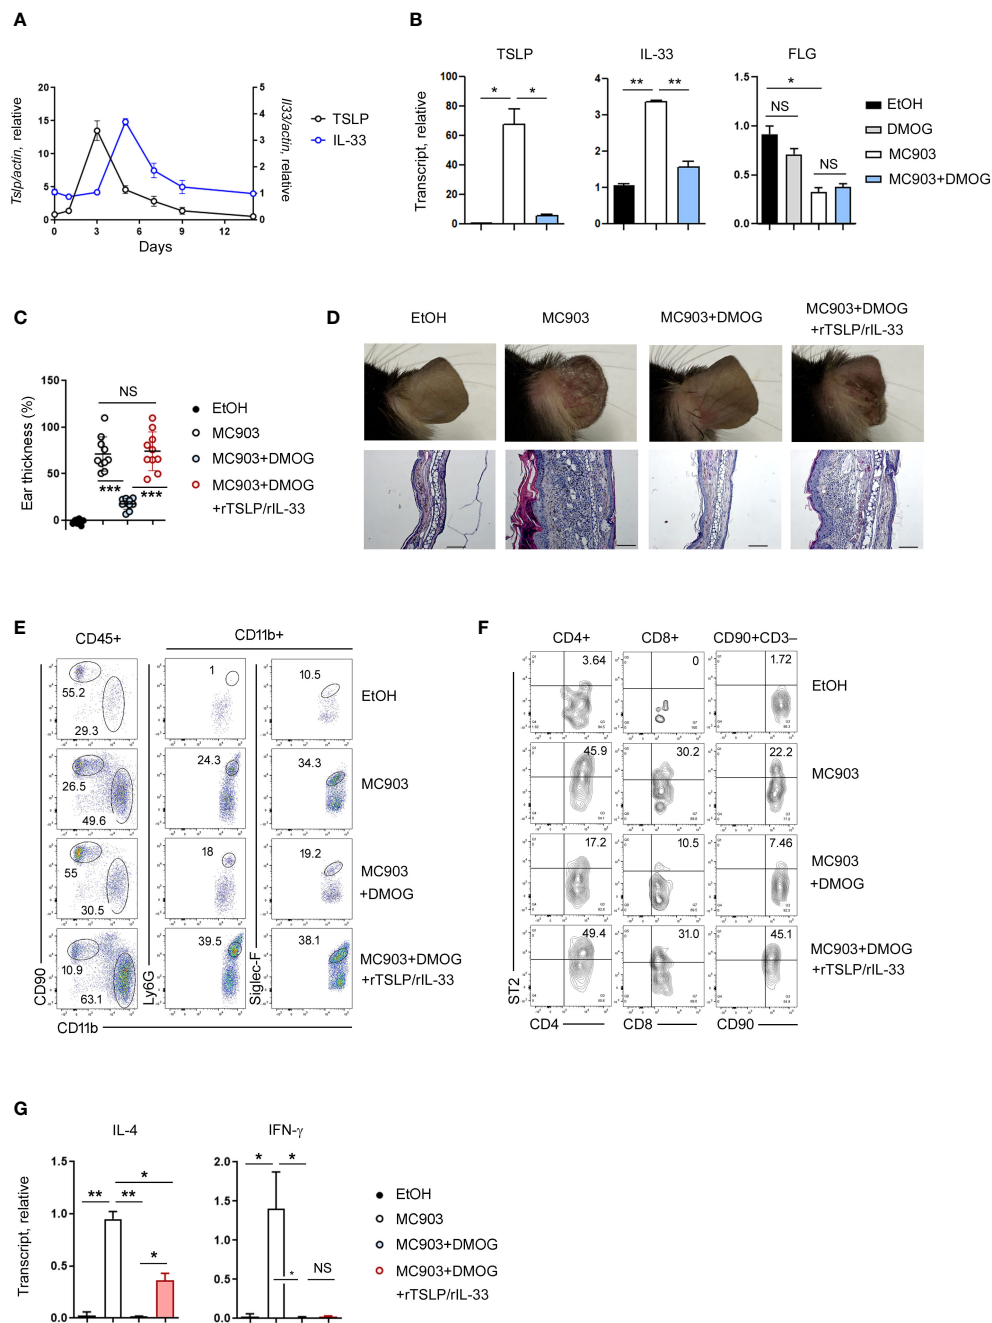 A
Tslp/actin, relative
20
15
10
5
0
0
3
6
9
12
Days
5
4
3
2
1
0
Il33/actin, relative
TSLP
IL-33
B
Transcript, relative
TSLP
100
80
60
40
20
0
*
*
IL-33
4
3
2
1
0
**
**
FLG
1.5
1.0
0.5
0.0
*
NS
NS
EtOH
DMOG
MC903
MC903+DMOG
C
Ear thickness (%)
150
100
50
0
NS
***
***
EtOH
MC903
MC903+DMOG
MC903+DMOG
+rTSLP/rIL-33
D
EtOH
MC903
MC903+DMOG
MC903+DMOG
+rTSLP/rIL-33
E
CD45+
CD11b+
55.2
29.3
1
10.5
EtOH
26.5
49.6
24.3
34.3
MC903
55
30.5
18
19.2
MC903
+DMOG
10.9
63.1
39.5
38.1
MC903+DMOG
+rTSLP/rIL-33
CD90
Ly6G
Siglec-F
CD11b
F
CD4+
CD8+
CD90+CD3–
3.64
0
1.72
EtOH
45.9
30.2
22.2
MC903
17.2
10.5
7.46
MC903
+DMOG
49.4
31.0
45.1
MC903+DMOG
+rTSLP/rIL-33
ST2
CD4
CD8
CD90
G
Transcript, relative
IL-4
1.5
1.0
0.5
0.0
*
**
**
*
IFN-γ
2.0
1.5
1.0
0.5
0.0
*
*
*
NS
EtOH
MC903
MC903+DMOG
MC903+DMOG
+rTSLP/rIL-33